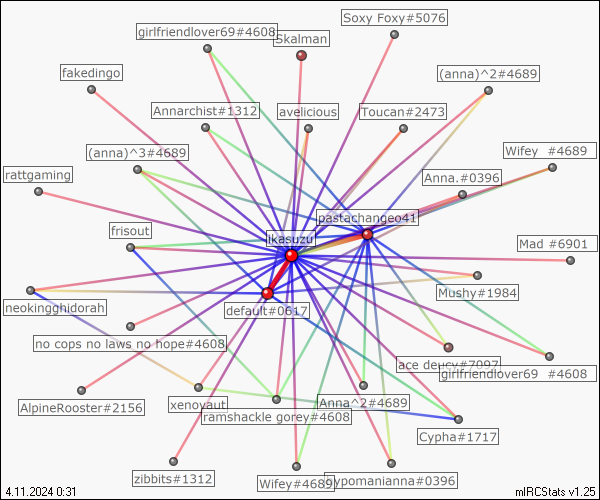 Soxy Foxy#5076
girlfriendlover69#4608
Skalman
fakedingo
(anna)^2#4689
Annarchist#1312
avelicious
Toucan#2473
(anna)^3#4689
Wifey #4689
rattgaming
Anna.#0396
pastachangeo41
frisout
Ikasuzu
Mad #6901
Mushy#1984
neokingghidorah
default#0617
no cops no laws no hope#4608
ace deucy#7097
girlfriendlover69 #4608
AlpineRooster#2156
xenovaut
Anna^2#4689
ramshackle gorey#4608
Cypha#1717
zibbits#1312
Wifey#4689
hypomanianna#0396
4.11.2024 0:31
mIRCStats v1.25